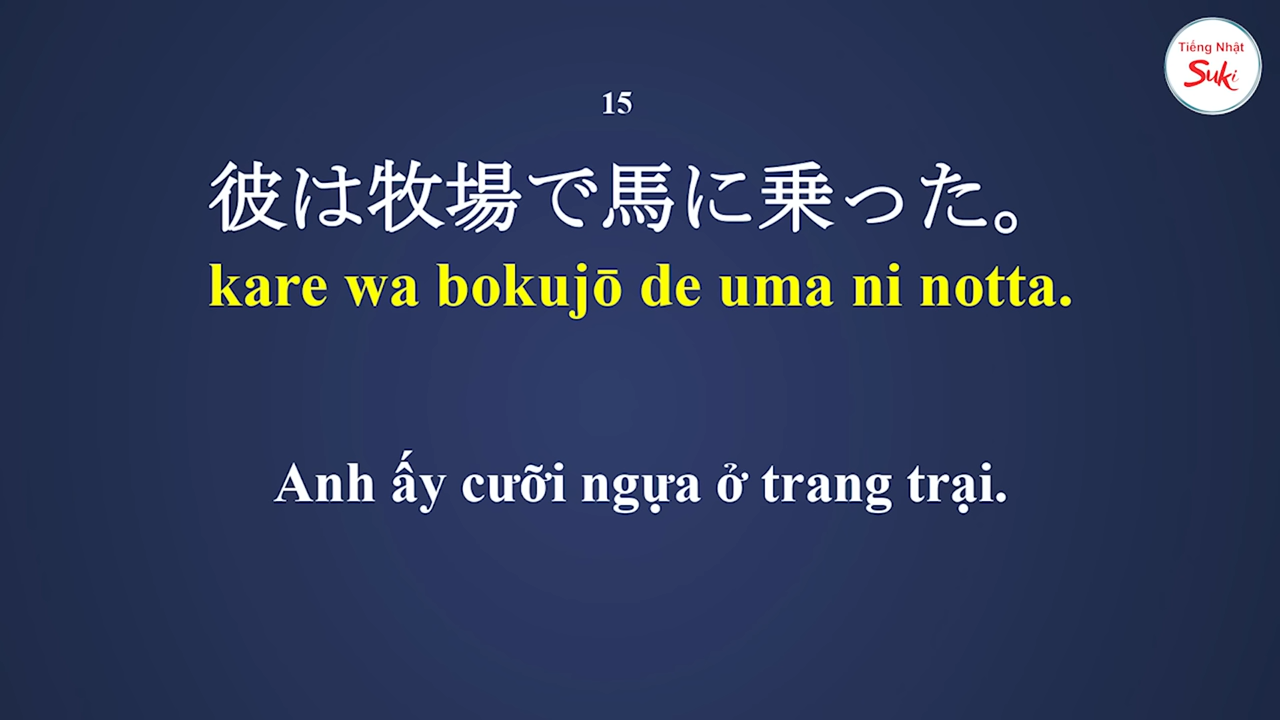 Tiếng Nhật
Suki
15
彼は牧場で馬に乗った。
kare wa bokujō de uma ni notta.
Anh ấy cưỡi ngựa ở trang trại.